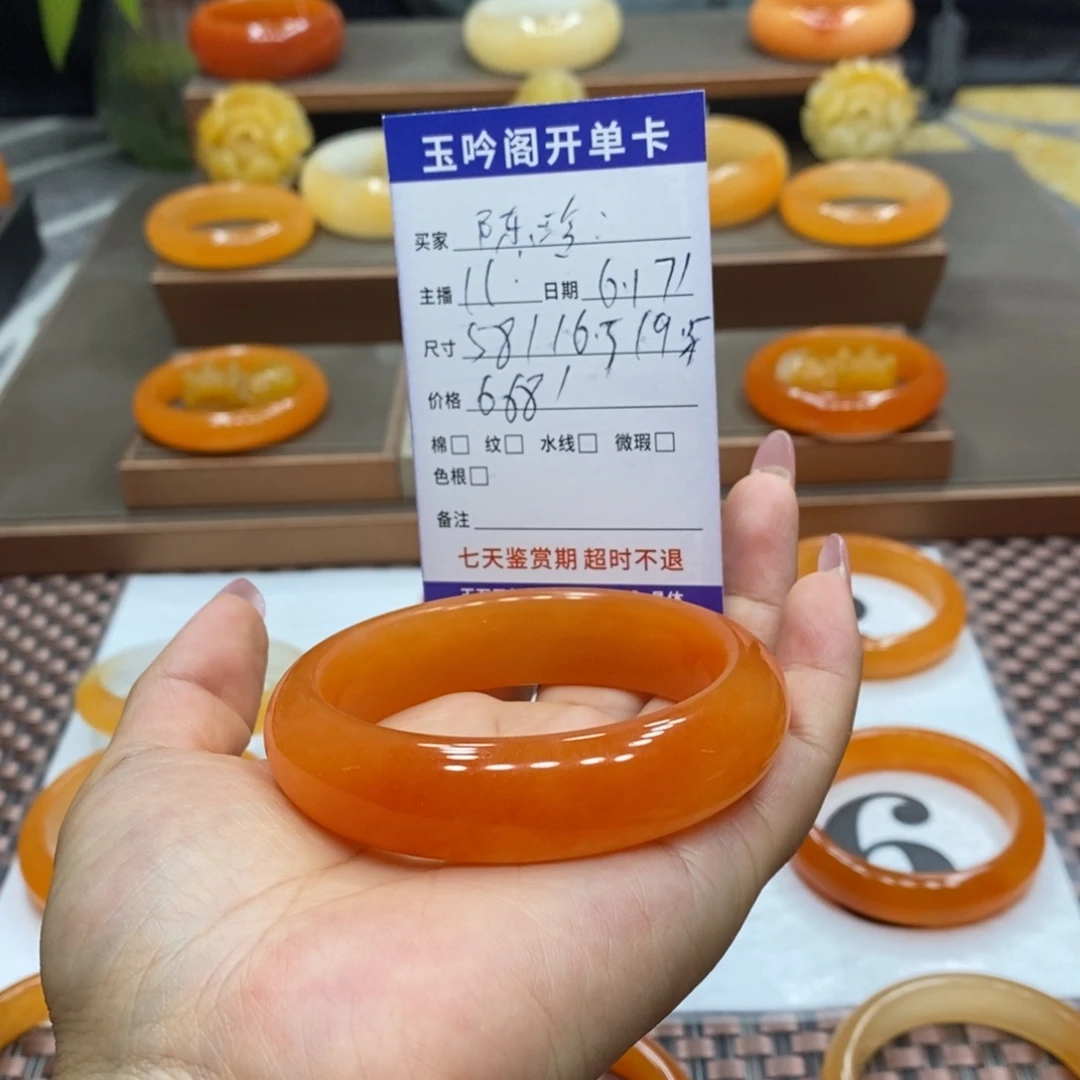 玉吟阁开单卡
买家 陈珍
主播 11. 日期 6.17
尺寸 58/16.5/9.5
价格 668
棉□ 纹□ 水线□ 微瑕□
色根□
备注
七天鉴赏期 超时不退
6